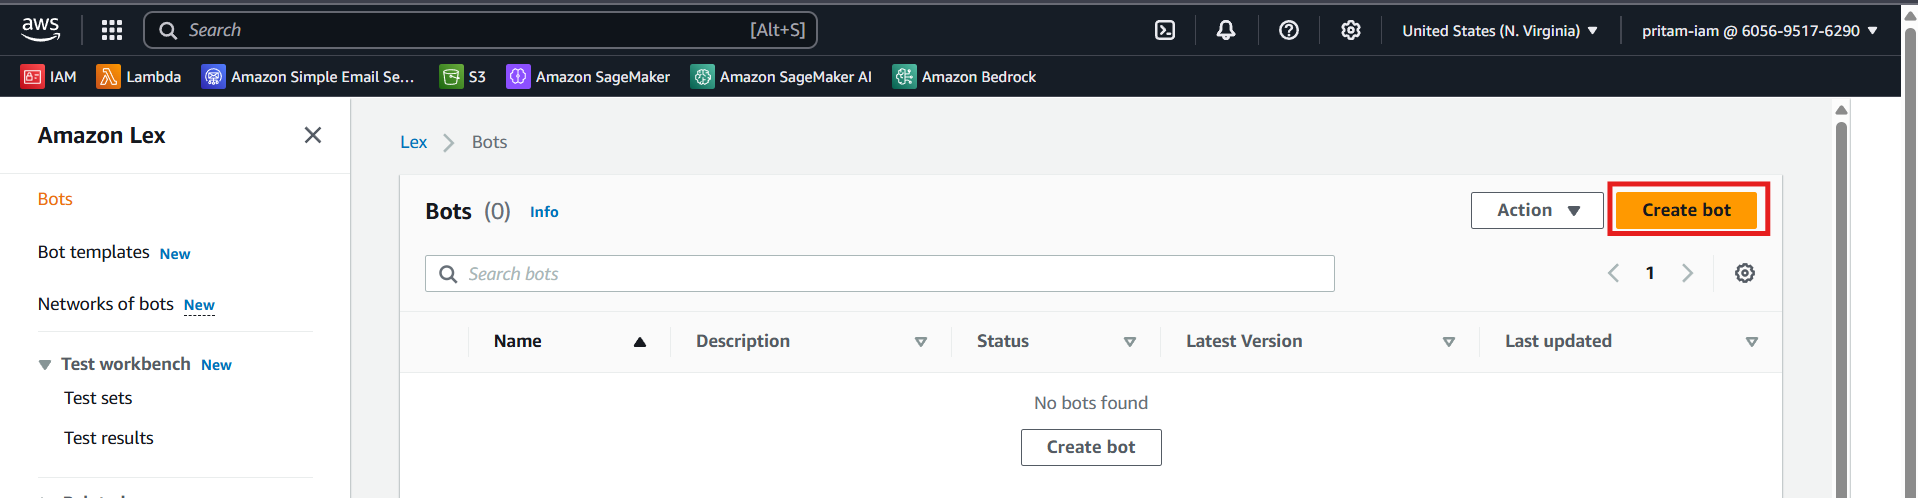 aws
Search [Alt+S] United States (N. Virginia) pritam-iam @ 6056-9517-6290
IAM Lambda Amazon Simple Email Se... S3 Amazon SageMaker Amazon SageMaker AI Amazon Bedrock
Amazon Lex
Bots
Bot templates New
Networks of bots New
Test workbench New
Test sets
Test results
Lex Bots
Bots (0) Info Action Create bot
Search bots 1
Name Description Status Latest Version Last updated
No bots found
Create bot